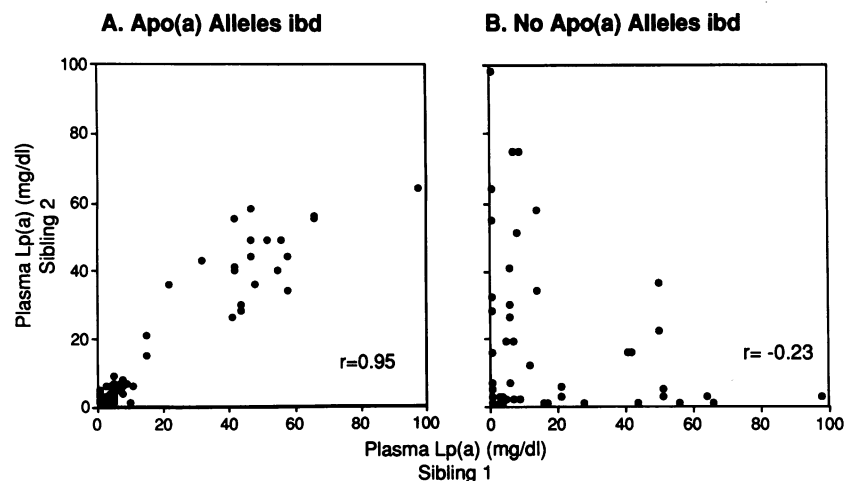 A. Apo(a) Alleles ibd
B. No Apo(a) Alleles ibd
Plasma Lp(a) (mg/dl)
Sibling 2
100
80
60
40
20
0
r=0.95
0 20 40 60 80 100
r= -0.23
0 20 40 60 80 100
Plasma Lp(a) (mg/dl)
Sibling 1